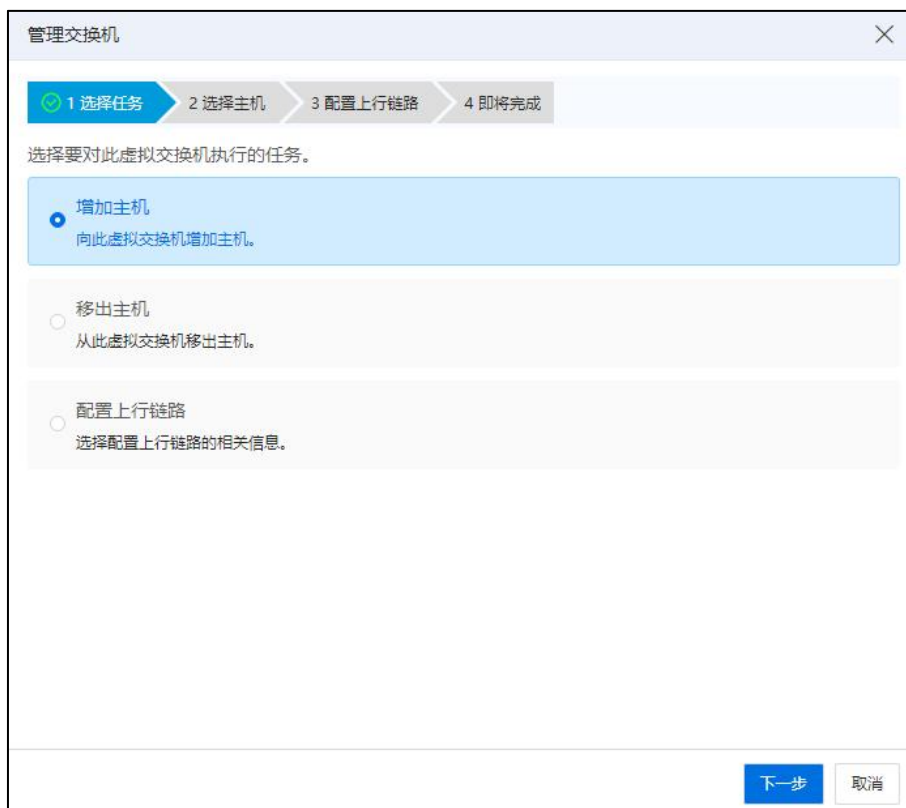 管理交换机
1 选择任务 2 选择主机 3 配置上行链路 4 即将完成
选择要对此虚拟交换机执行的任务。
增加主机
向此虚拟交换机增加主机。
移出主机
从此虚拟交换机移出主机。
配置上行链路
选择配置上行链路的相关信息。
下一步 取消